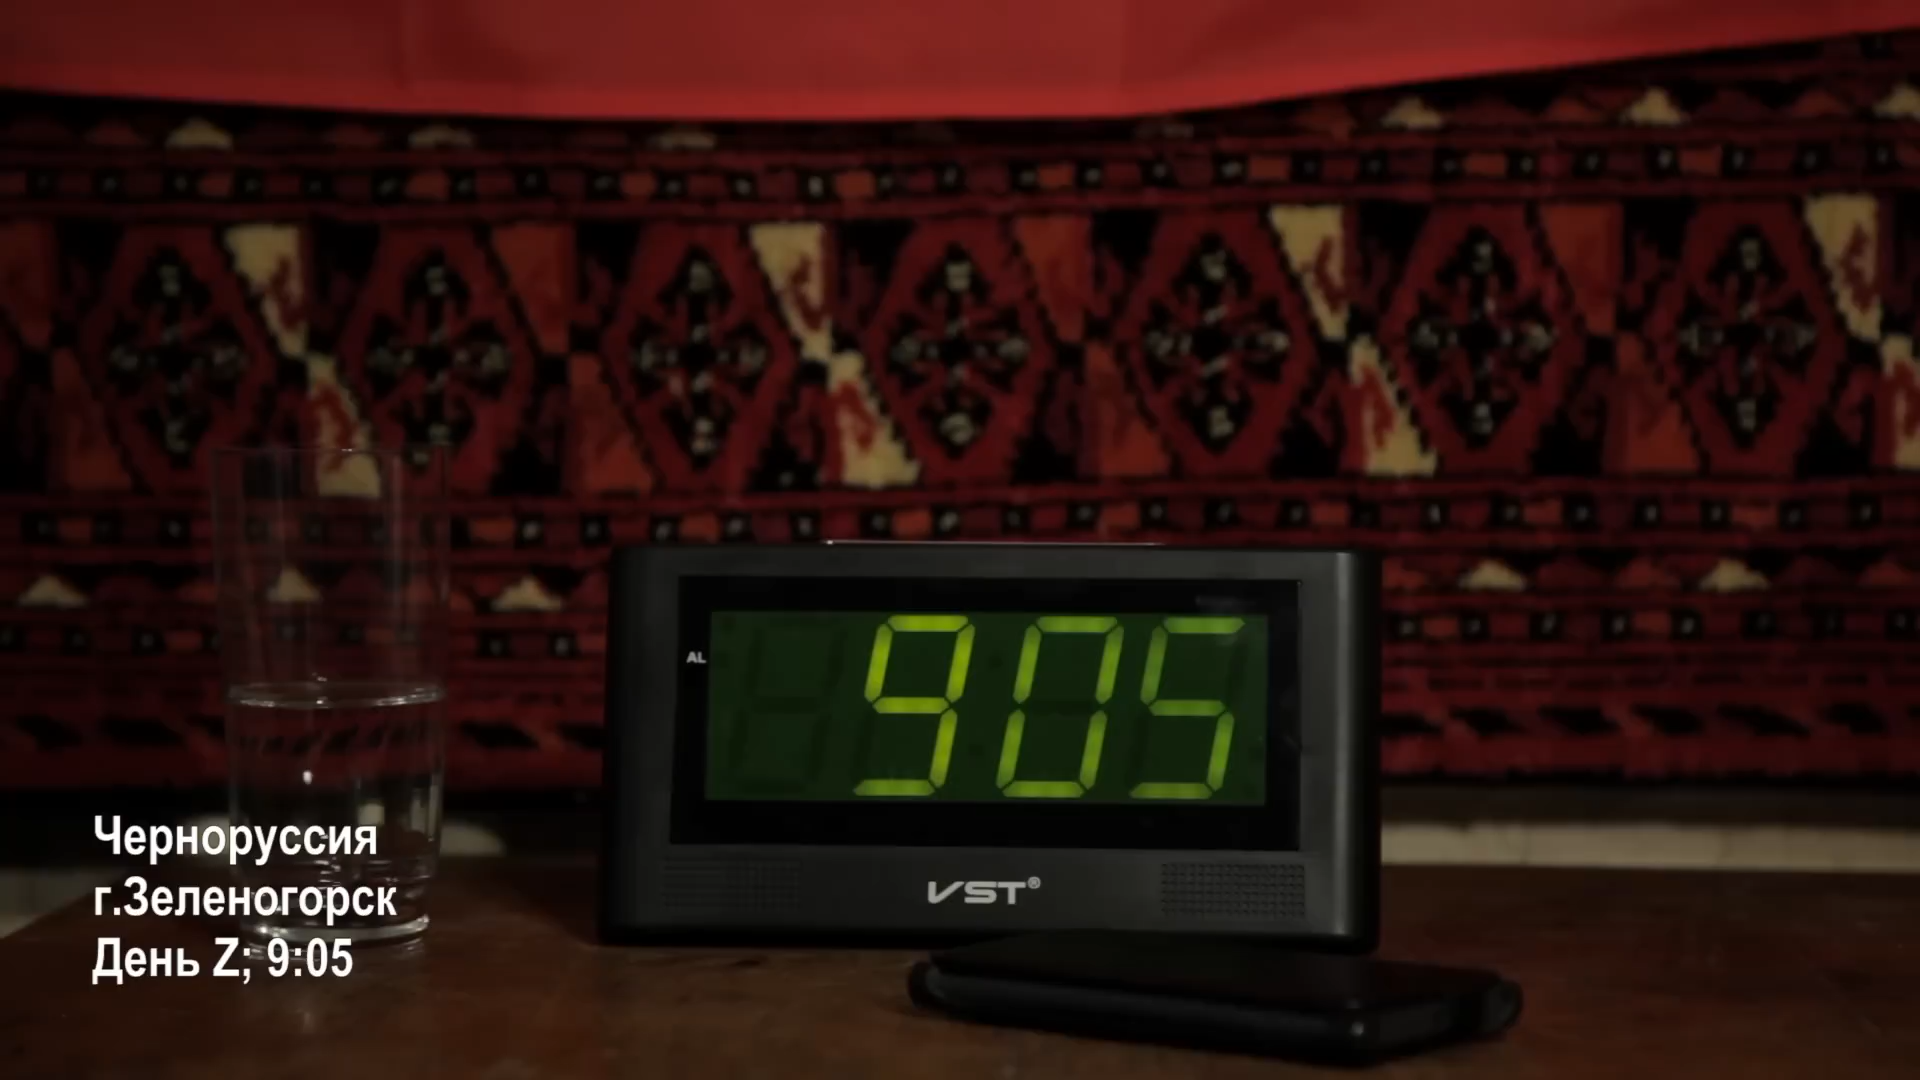 AL
905
VST®
Черноруссия
г.Зеленогорск
День Z; 9:05